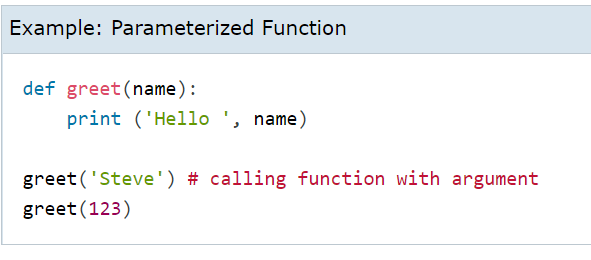 Example: Parameterized Function
def greet(name):
    print ('Hello ', name)
greet('Steve') # calling function with argument
greet(123)